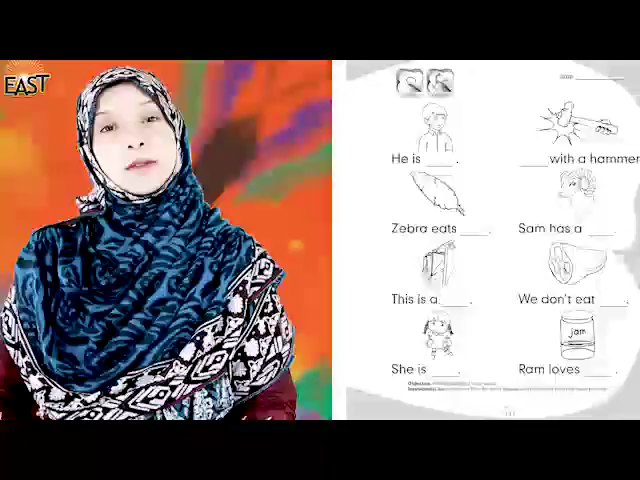 EAST
He is ____ .
____ with a hammer
Zebra eats ____ .
Sam has a ____ .
This is a ____ .
We don't eat ____ .
jam
She is ____ .
Ram loves ____ .